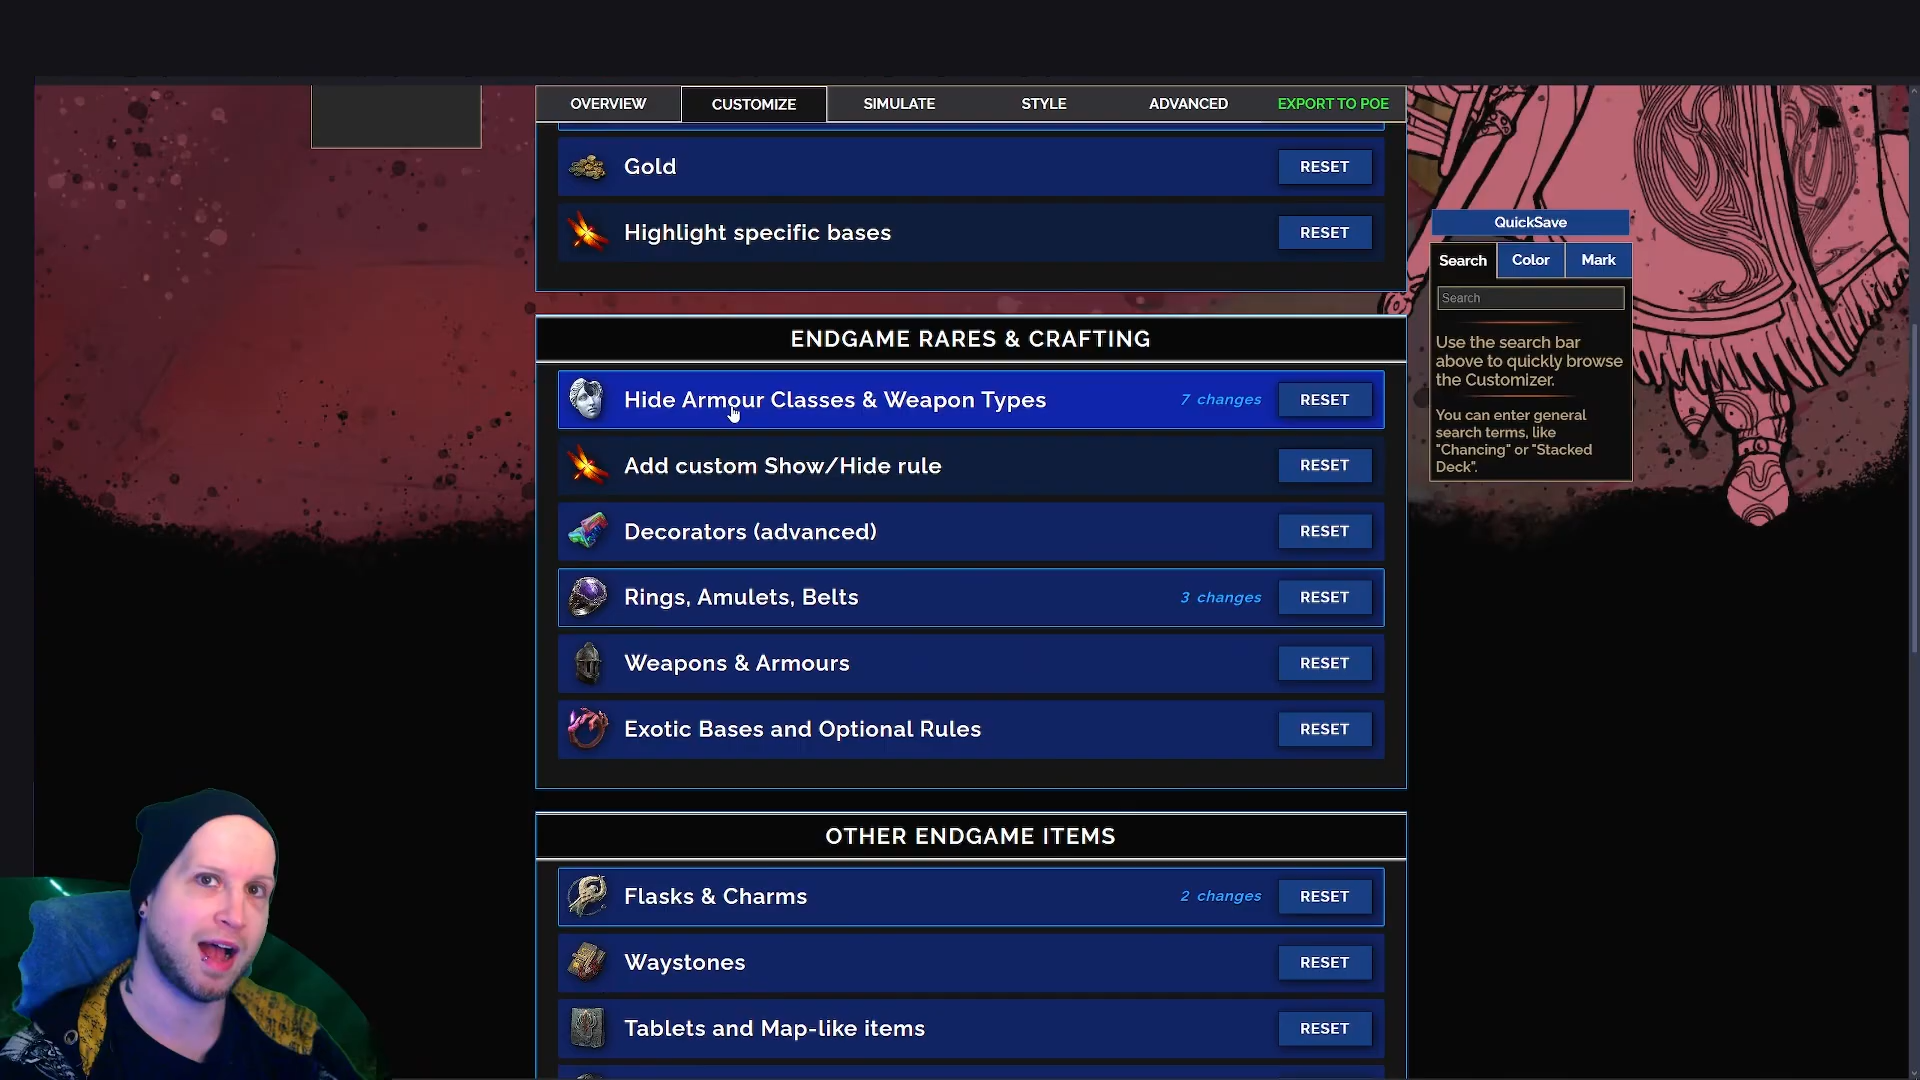 OVERVIEW
CUSTOMIZE
SIMULATE
STYLE
ADVANCED
EXPORT TO POE
Gold
RESET
Highlight specific bases
RESET
ENDGAME RARES & CRAFTING
Hide Armour Classes & Weapon Types
7 changes
RESET
Add custom Show/Hide rule
RESET
Decorators (advanced)
RESET
Rings, Amulets, Belts
3 changes
RESET
Weapons & Armours
RESET
Exotic Bases and Optional Rules
RESET
OTHER ENDGAME ITEMS
Flasks & Charms
2 changes
RESET
Waystones
RESET
Tablets and Map-like items
RESET
QuickSave
Search
Color
Mark
Search
Use the search bar
above to quickly browse
the Customizer.
You can enter general
search terms, like
"Chancing" or "Stacked
Deck".